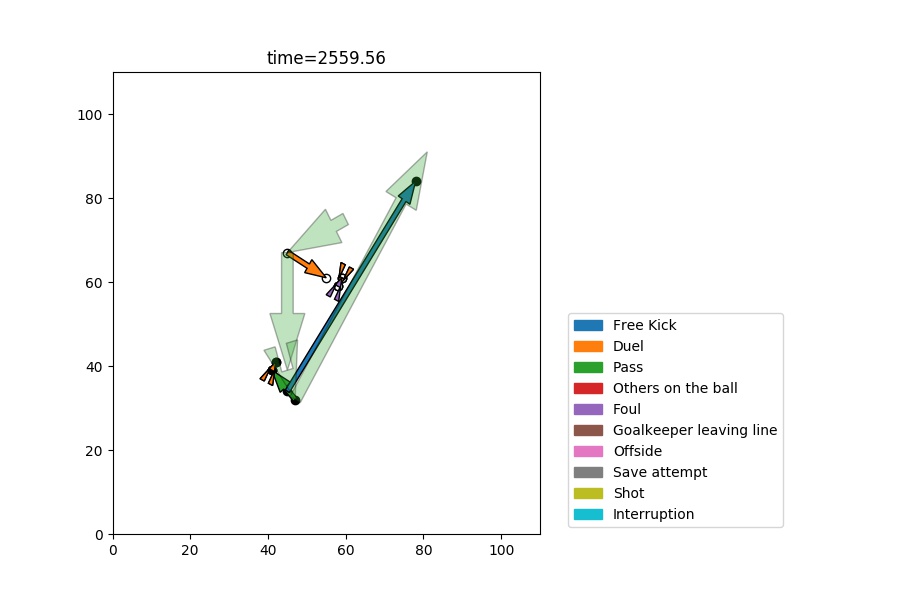 time=2559.56
100
80
60
40
20
0
0 20 40 60 80 100
Free Kick
Duel
Pass
Others on the ball
Foul
Goalkeeper leaving line
Offside
Save attempt
Shot
Interruption